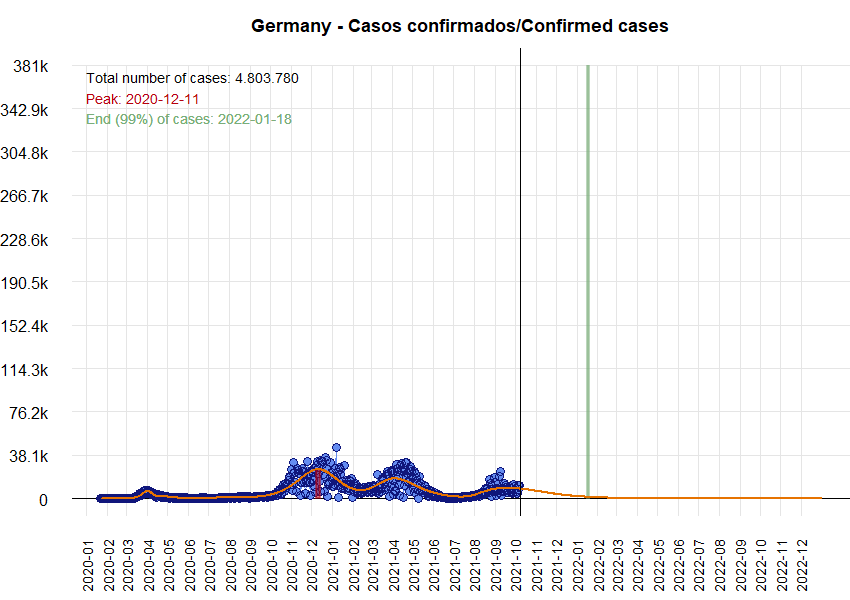 Germany - Casos confirmados/Confirmed cases
381k
Total number of cases: 4.803.780
Peak: 2020-12-11
342.9k
End (99%) of cases: 2022-01-18
304.8k
266.7k
228.6k
190.5k
152.4k
114.3k
76.2k
38.1k
0
2020-01
2020-02
2020-03
2020-04
2020-05
2020-06
2020-07
2020-08
2020-09
2020-10
2020-11
2020-12
2021-01
2021-02
2021-03
2021-04
2021-05
2021-06
2021-07
2021-08
2021-09
2021-10
2021-11
2021-12
2022-01
2022-02
2022-03
2022-04
2022-05
2022-06
2022-07
2022-08
2022-09
2022-10
2022-11
2022-12